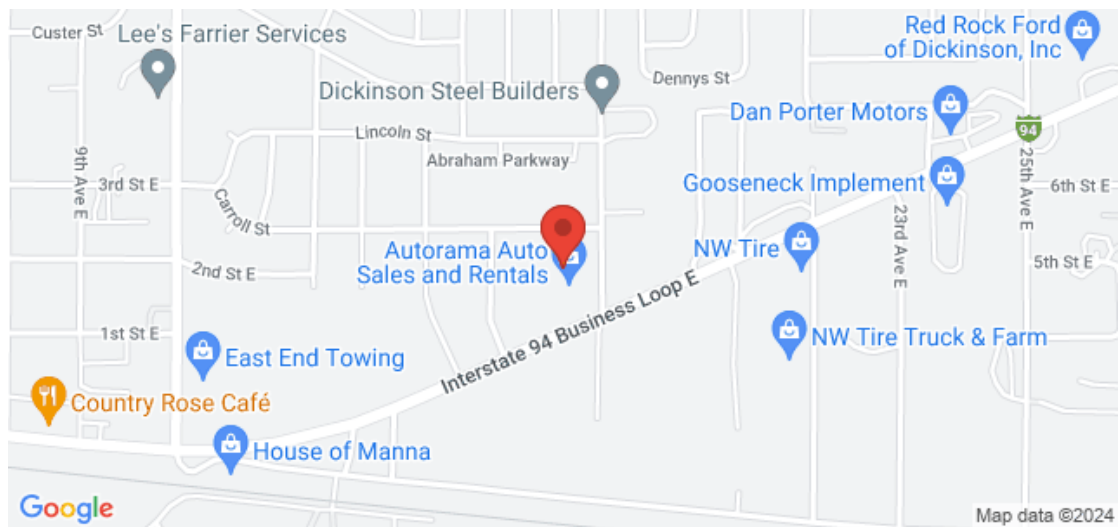 Custer St
Lee's Farrier Services
Red Rock Ford
of Dickinson, Inc
Dennys St
Dickinson Steel Builders
Dan Porter Motors
94
Lincoln St
Abraham Parkway
9th Ave E
25th Ave E
3rd St E
Gooseneck Implement
6th St E
Carroll St
23rd Ave E
Autorama Auto
Sales and Rentals
NW Tire
2nd St E
5th St E
Interstate 94 Business Loop E
1st St E
NW Tire Truck & Farm
East End Towing
Country Rose Café
House of Manna
Google
Map data ©2024